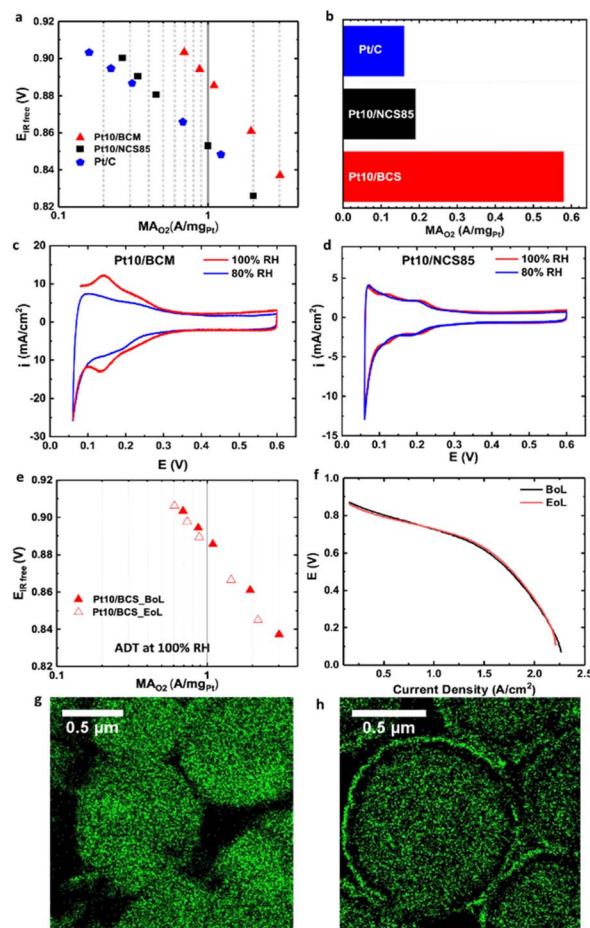 a
0.92
0.90
0.88
0.86
0.84
0.82
E_IR free (V)
Pt10/BCM
Pt10/NCS85
Pt/C
0.1
1
MA_O2 (A/mg_Pt)
b
Pt/C
Pt10/NCS85
Pt10/BCS
0.0 0.1 0.2 0.3 0.4 0.5 0.6
MA_O2 (A/mg_Pt)
c
Pt10/BCM
100% RH
80% RH
20
10
0
10
-20
-30
i (mA/cm²)
0.0 0.1 0.2 0.3 0.4 0.5 0.6
E (V)
d
Pt10/NCS85
100% RH
80% RH
10
5
0
-5
-10
-15
i (mA/cm²)
0.0 0.1 0.2 0.3 0.4 0.5 0.6
E (V)
e
0.92
0.90
0.88
0.86
0.84
0.82
E_IR free (V)
Pt10/BCS_BoL
Pt10/BCS_EoL
ADT at 100% RH
0.1
1
MA_O2 (A/mg_Pt)
f
BoL
EoL
1.0
0.8
0.6
0.4
0.2
0.0
E (V)
0.5 1.0 1.5 2.0 2.5
Current Density (A/cm²)
g
0.5 µm
h
0.5 µm